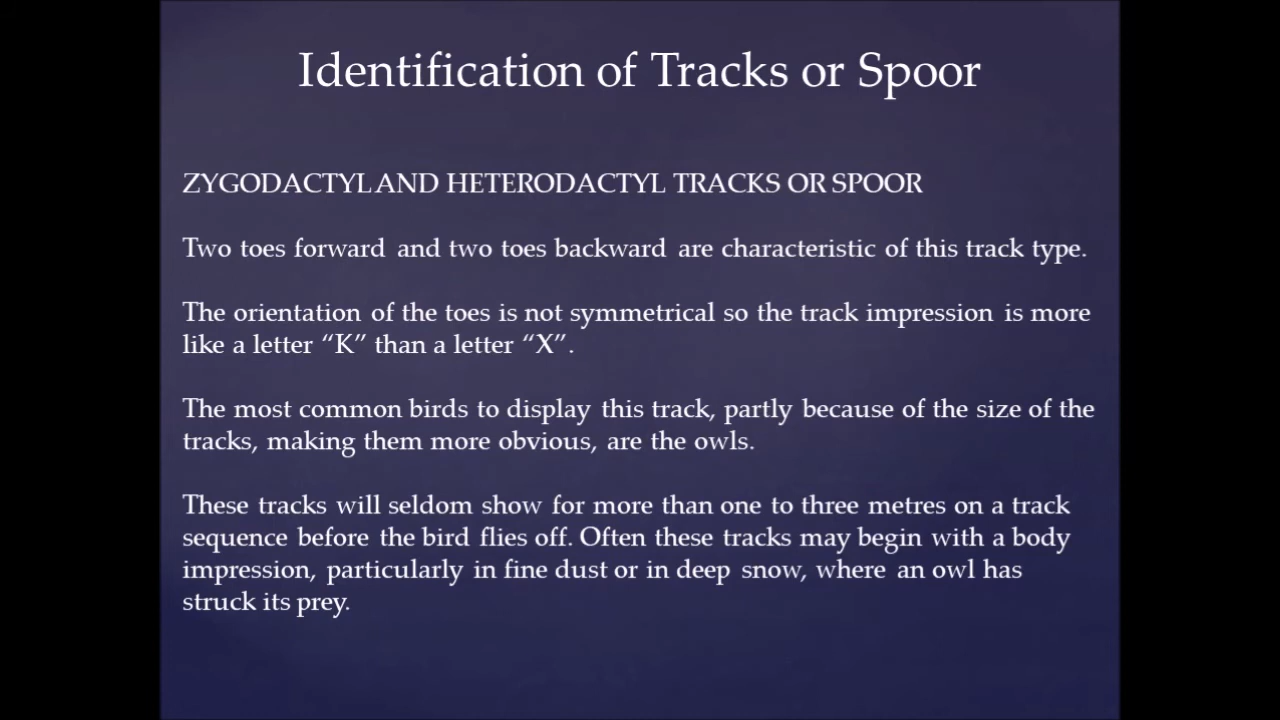 Identification of Tracks or Spoor
ZYGODACTYL AND HETERODACTYL TRACKS OR SPOOR
Two toes forward and two toes backward are characteristic of this track type.
The orientation of the toes is not symmetrical so the track impression is more
like a letter “K” than a letter “X”.
The most common birds to display this track, partly because of the size of the
tracks, making them more obvious, are the owls.
These tracks will seldom show for more than one to three metres on a track
sequence before the bird flies off. Often these tracks may begin with a body
impression, particularly in fine dust or in deep snow, where an owl has
struck its prey.